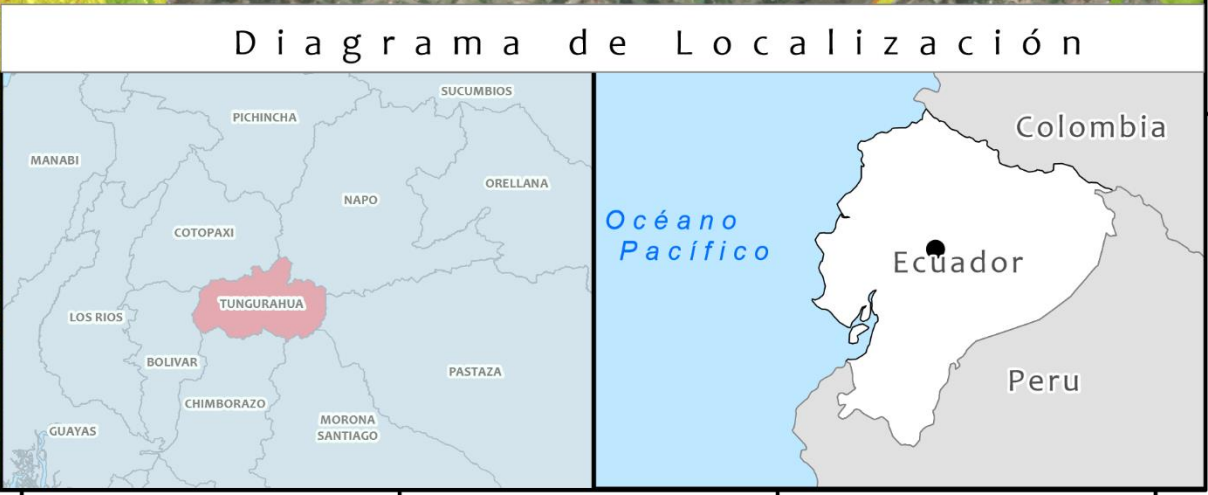 Diagrama de Localización
SUCUMBIOS
PICHINCHA
MANABI
ORELLANA
NAPO
COTOPAXI
TUNGURAHUA
LOS RIOS
BOLIVAR
PASTAZA
CHIMBORAZO
MORONA
SANTIAGO
GUAYAS
Colombia
Océano
Pacífico
Ecuador
Peru